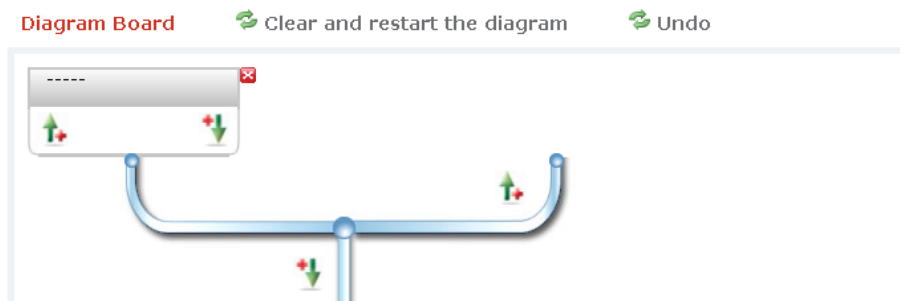 Diagram Board Clear and restart the diagram Undo
-----